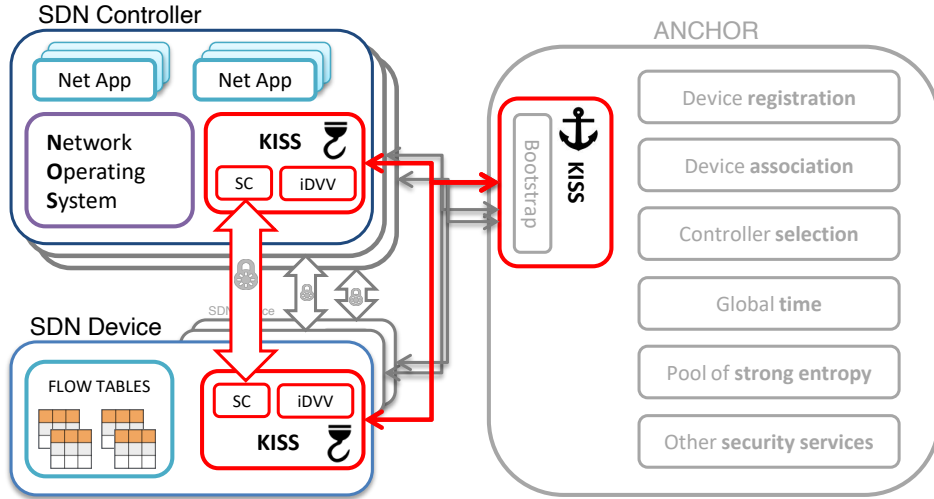 SDN Controller
Net App
Net App
Network
Operating
System
KISS
SC
iDVV
SDN Device
FLOW TABLES
SC
iDVV
KISS
ANCHOR
Bootstrap
KISS
Device registration
Device association
Controller selection
Global time
Pool of strong entropy
Other security services